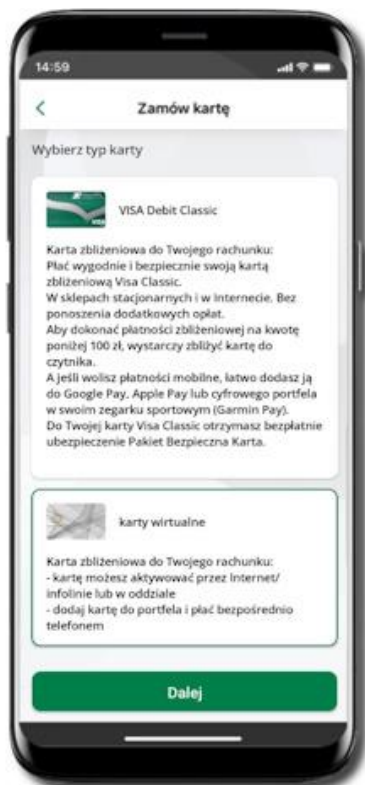 14:59
Zamów kartę
Wybierz typ karty
VISA
VISA Debit Classic
Karta zbliżeniowa do Twojego rachunku:
Płać wygodnie i bezpiecznie swoją kartą
zbliżeniową Visa Classic.
W sklepach stacjonarnych i w Internecie. Bez
ponoszenia dodatkowych opłat.
Aby dokonać płatności zbliżeniowej na kwotę
poniżej 100 zł, wystarczy zbliżyć kartę do
czytnika.
A jeśli wolisz płatności mobilne, łatwo dodasz ją
do Google Pay, Apple Pay lub cyfrowego portfela
w swoim zegarku sportowym (Garmin Pay).
Do Twojej karty Visa Classic otrzymasz bezpłatnie
ubezpieczenie Pakiet Bezpieczna Karta.
karty wirtualne
Karta zbliżeniowa do Twojego rachunku:
- kartę możesz aktywować przez Internet/
infolinie lub w oddziale
- dodaj kartę do portfela i płać bezpośrednio
telefonem
Dalej